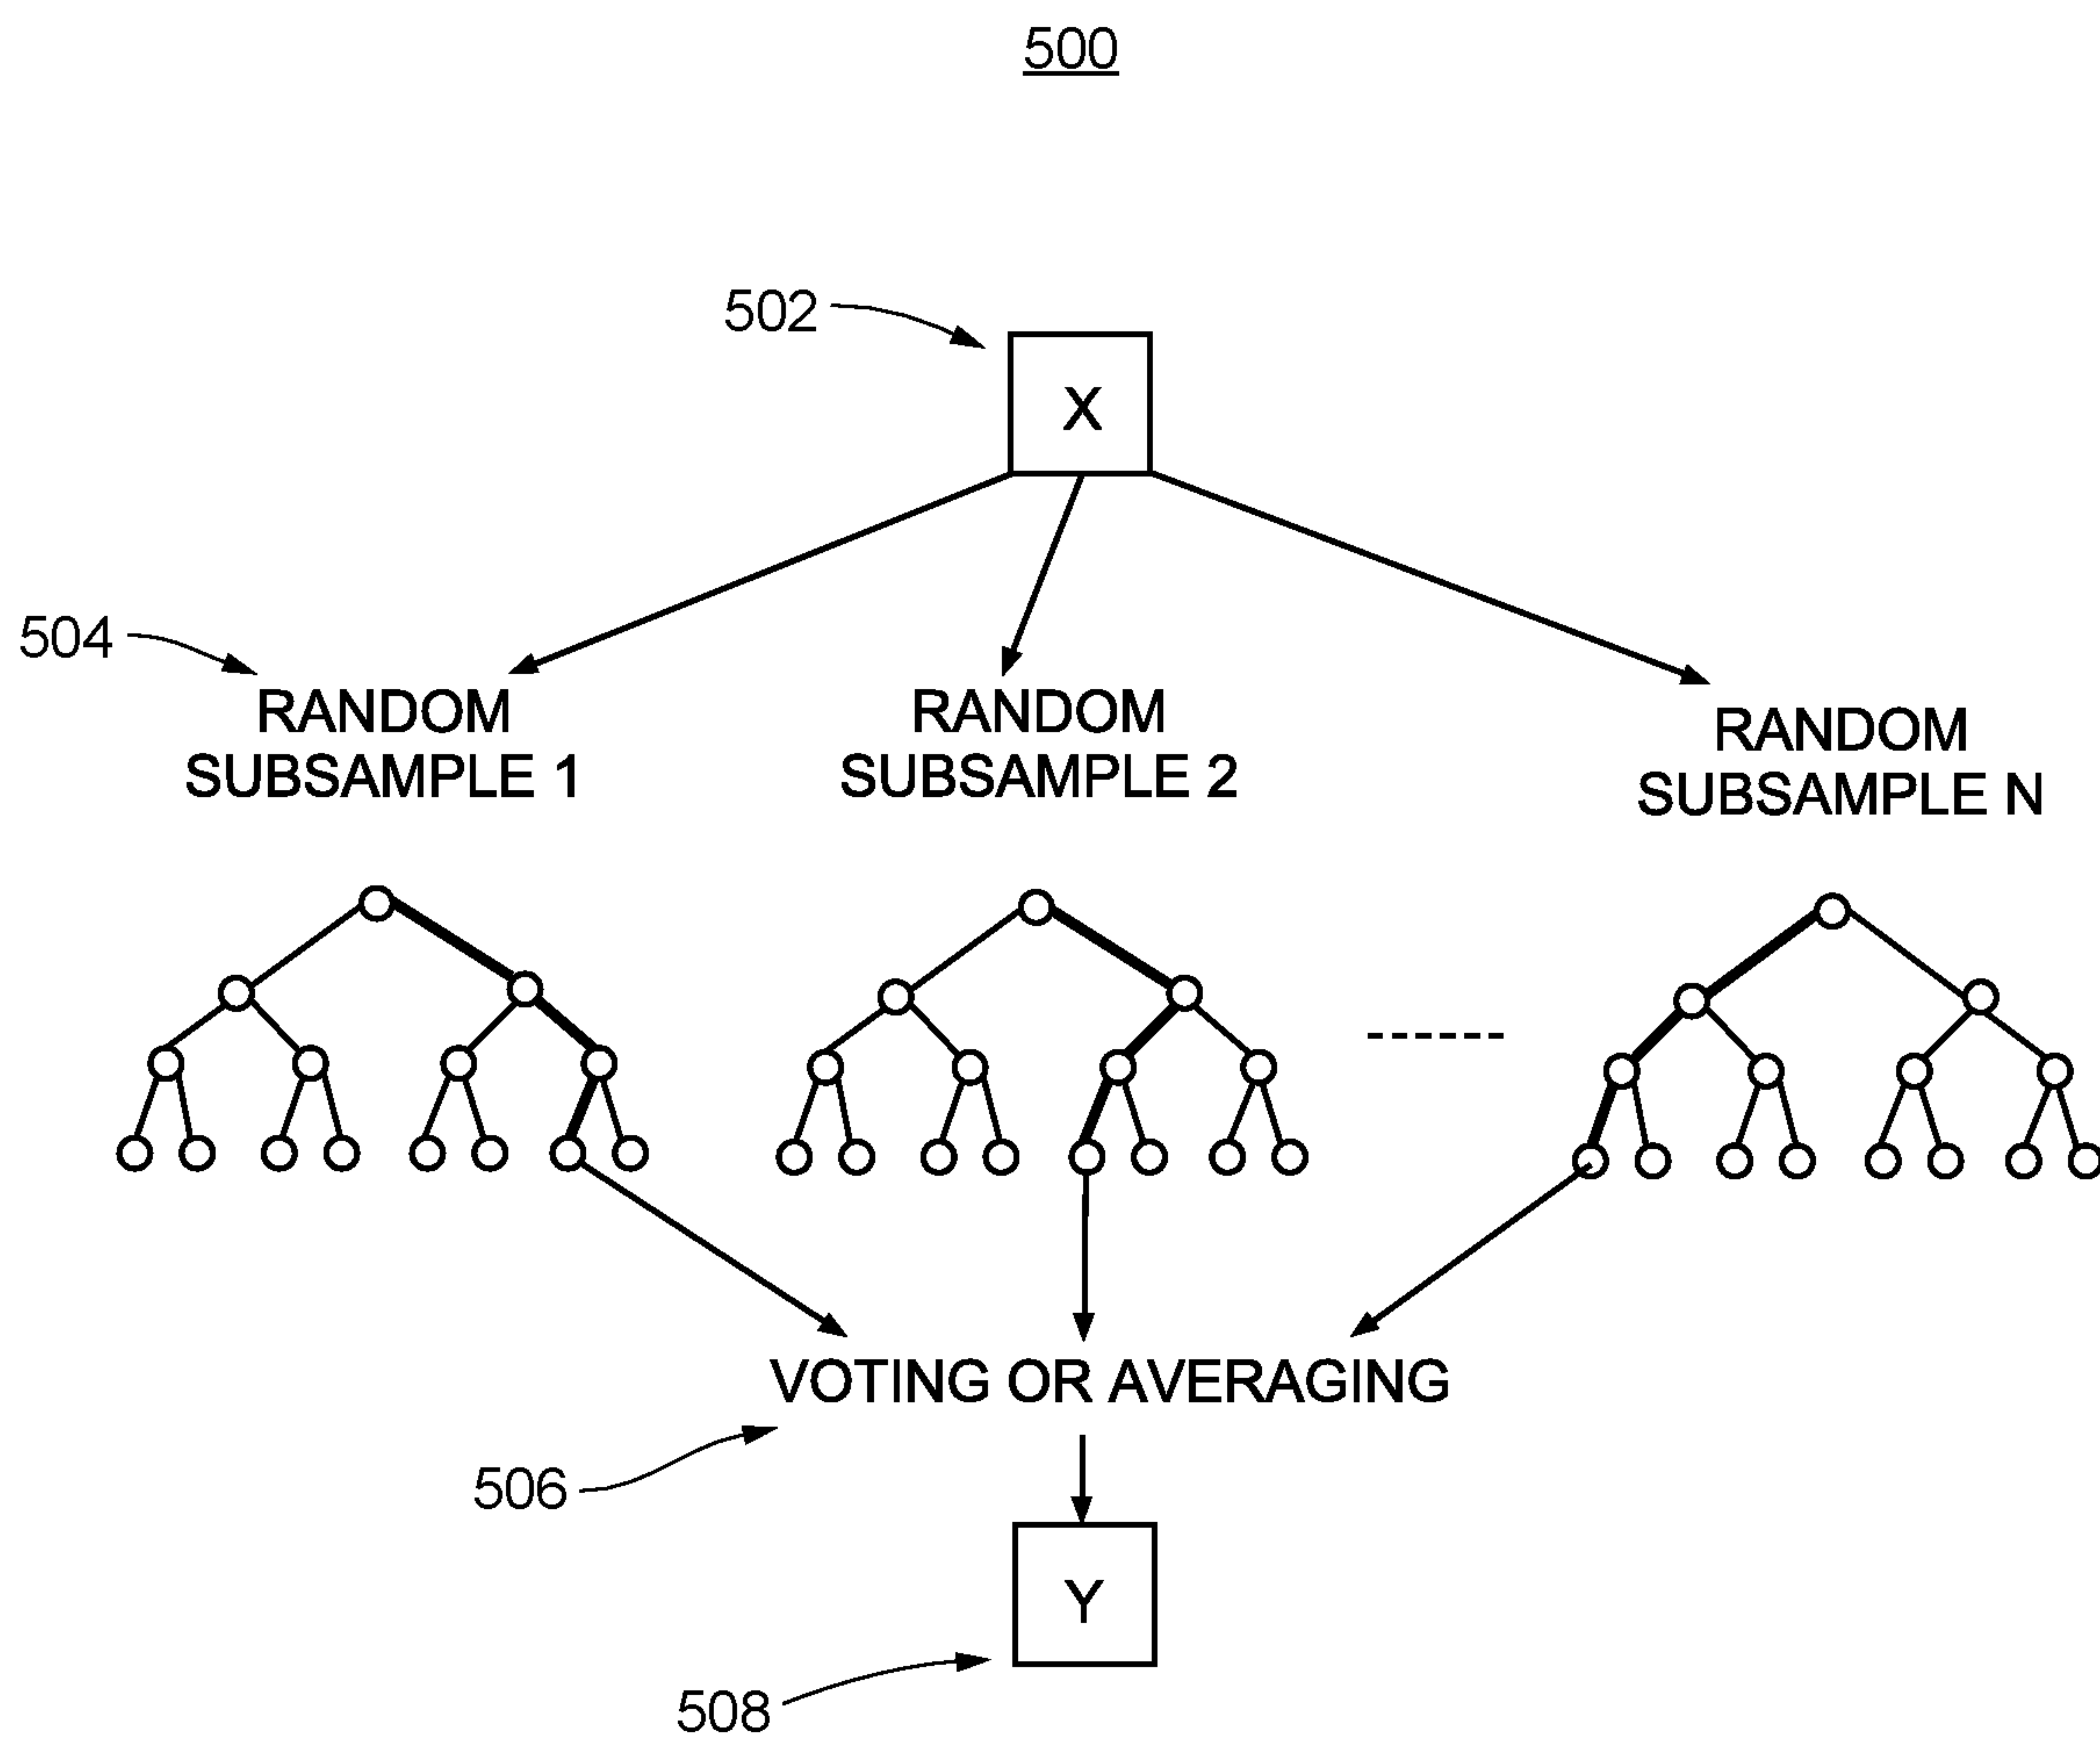 500
502
X
504
RANDOM
SUBSAMPLE 1
RANDOM
SUBSAMPLE 2
RANDOM
SUBSAMPLE N
VOTING OR AVERAGING
506
Y
508